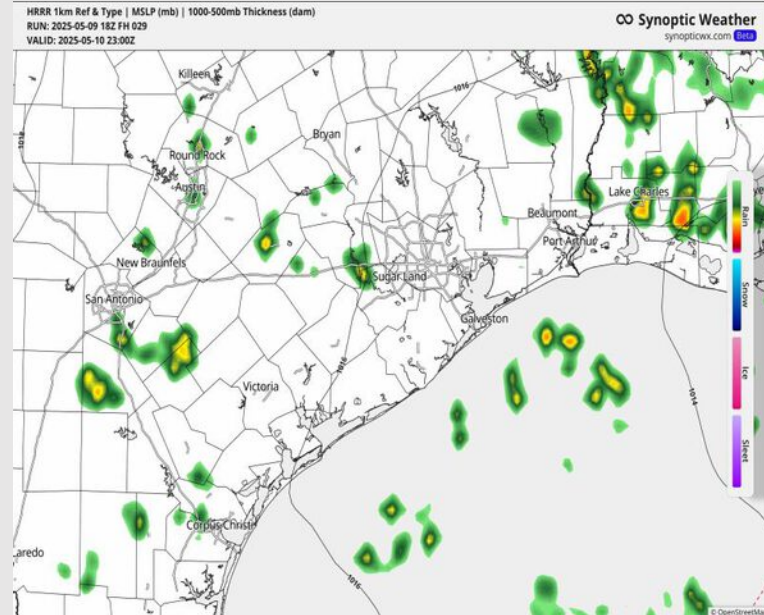 HRRR 1km Ref & Type | MSLP (mb) | 1000-500mb Thickness (dam)
RUN: 2025-05-09 18Z FH 029
VALID: 2025-05-10 23:00Z
Synoptic Weather
synopticwx.com Beta
Killeen
1016
Bryan
Round Rock
Austin
Lake Charles
Beaumont
Port Arthur
Rain
New Braunfels
Sugar Land
San Antonio
Snow
Galveston
1016
Ice
Victoria
1014
Sleet
Corpus Christi
aredo
1016
© OpenStreetMa